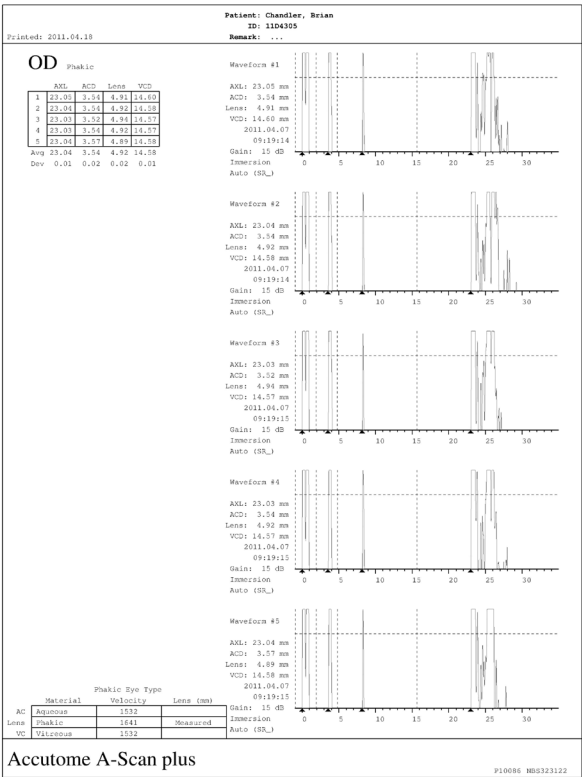 Patient: Chandler, Brian
ID: 11D4305
Printed: 2011.04.18
Remark: ...
OD Phakic
AXL ACD Lens VCD
1 23.05 3.54 4.91 14.60
2 23.04 3.54 4.92 14.58
3 23.03 3.52 4.94 14.57
4 23.03 3.54 4.92 14.57
5 23.04 3.57 4.89 14.58
Avg 23.04 3.54 4.92 14.58
Dev 0.01 0.02 0.02 0.01
Waveform #1
AXL: 23.05 mm
ACD: 3.54 mm
Lens: 4.91 mm
VCD: 14.60 mm
2011.04.07
09:19:14
Gain: 15 dB
Immersion
Auto (SR_)
0 5 10 15 20 25 30
Waveform #2
AXL: 23.04 mm
ACD: 3.54 mm
Lens: 4.92 mm
VCD: 14.58 mm
2011.04.07
09:19:14
Gain: 15 dB
Immersion
Auto (SR_)
0 5 10 15 20 25 30
Waveform #3
AXL: 23.03 mm
ACD: 3.52 mm
Lens: 4.94 mm
VCD: 14.57 mm
2011.04.07
09:19:15
Gain: 15 dB
Immersion
Auto (SR_)
0 5 10 15 20 25 30
Waveform #4
AXL: 23.03 mm
ACD: 3.54 mm
Lens: 4.92 mm
VCD: 14.57 mm
2011.04.07
09:19:15
Gain: 15 dB
Immersion
Auto (SR_)
0 5 10 15 20 25 30
Waveform #5
AXL: 23.04 mm
ACD: 3.57 mm
Lens: 4.89 mm
VCD: 14.58 mm
2011.04.07
09:19:15
Gain: 15 dB
Immersion
Auto (SR_)
0 5 10 15 20 25 30
Phakic Eye Type
Material Velocity Lens (mm)
AC Aqueous 1532
Lens Phakic 1641 Measured
VC Vitreous 1532
Accutome A-Scan plus
P10086 NBS323122